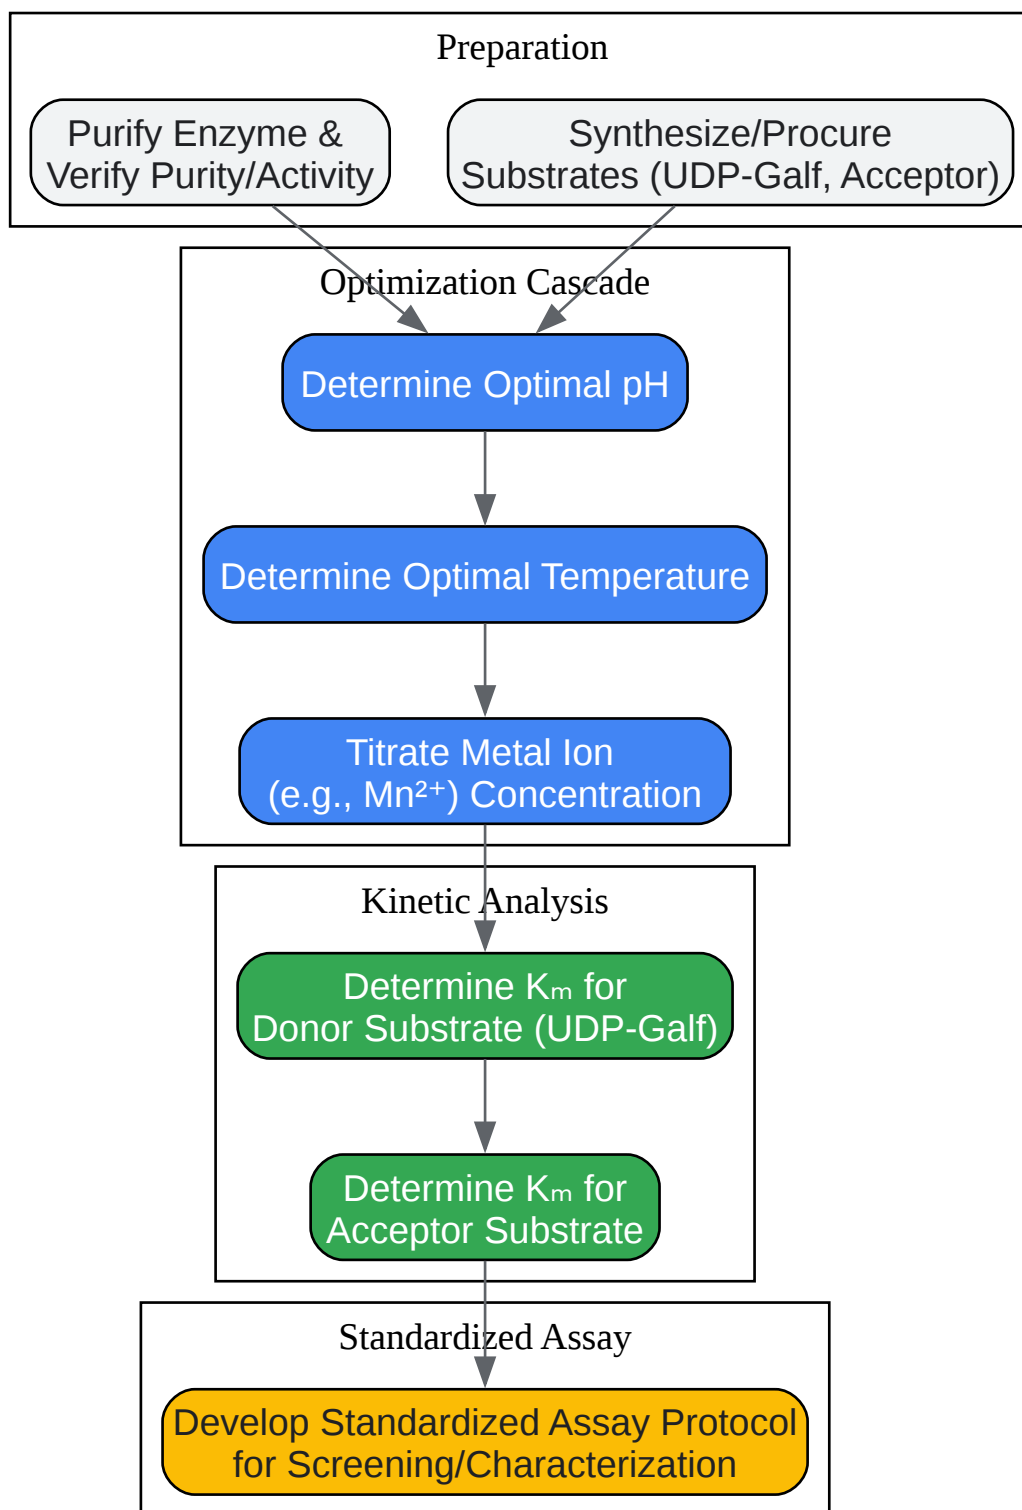 Preparation
Purify Enzyme &
Verify Purity/Activity
Synthesize/Procure
Substrates (UDP-Galf, Acceptor)
Optimization Cascade
Determine Optimal pH
Determine Optimal Temperature
Titrate Metal Ion
(e.g., Mn²⁺) Concentration
Kinetic Analysis
Determine Kₘ for
Donor Substrate (UDP-Galf)
Determine Kₘ for
Acceptor Substrate
Standardized Assay
Develop Standardized Assay Protocol
for Screening/Characterization